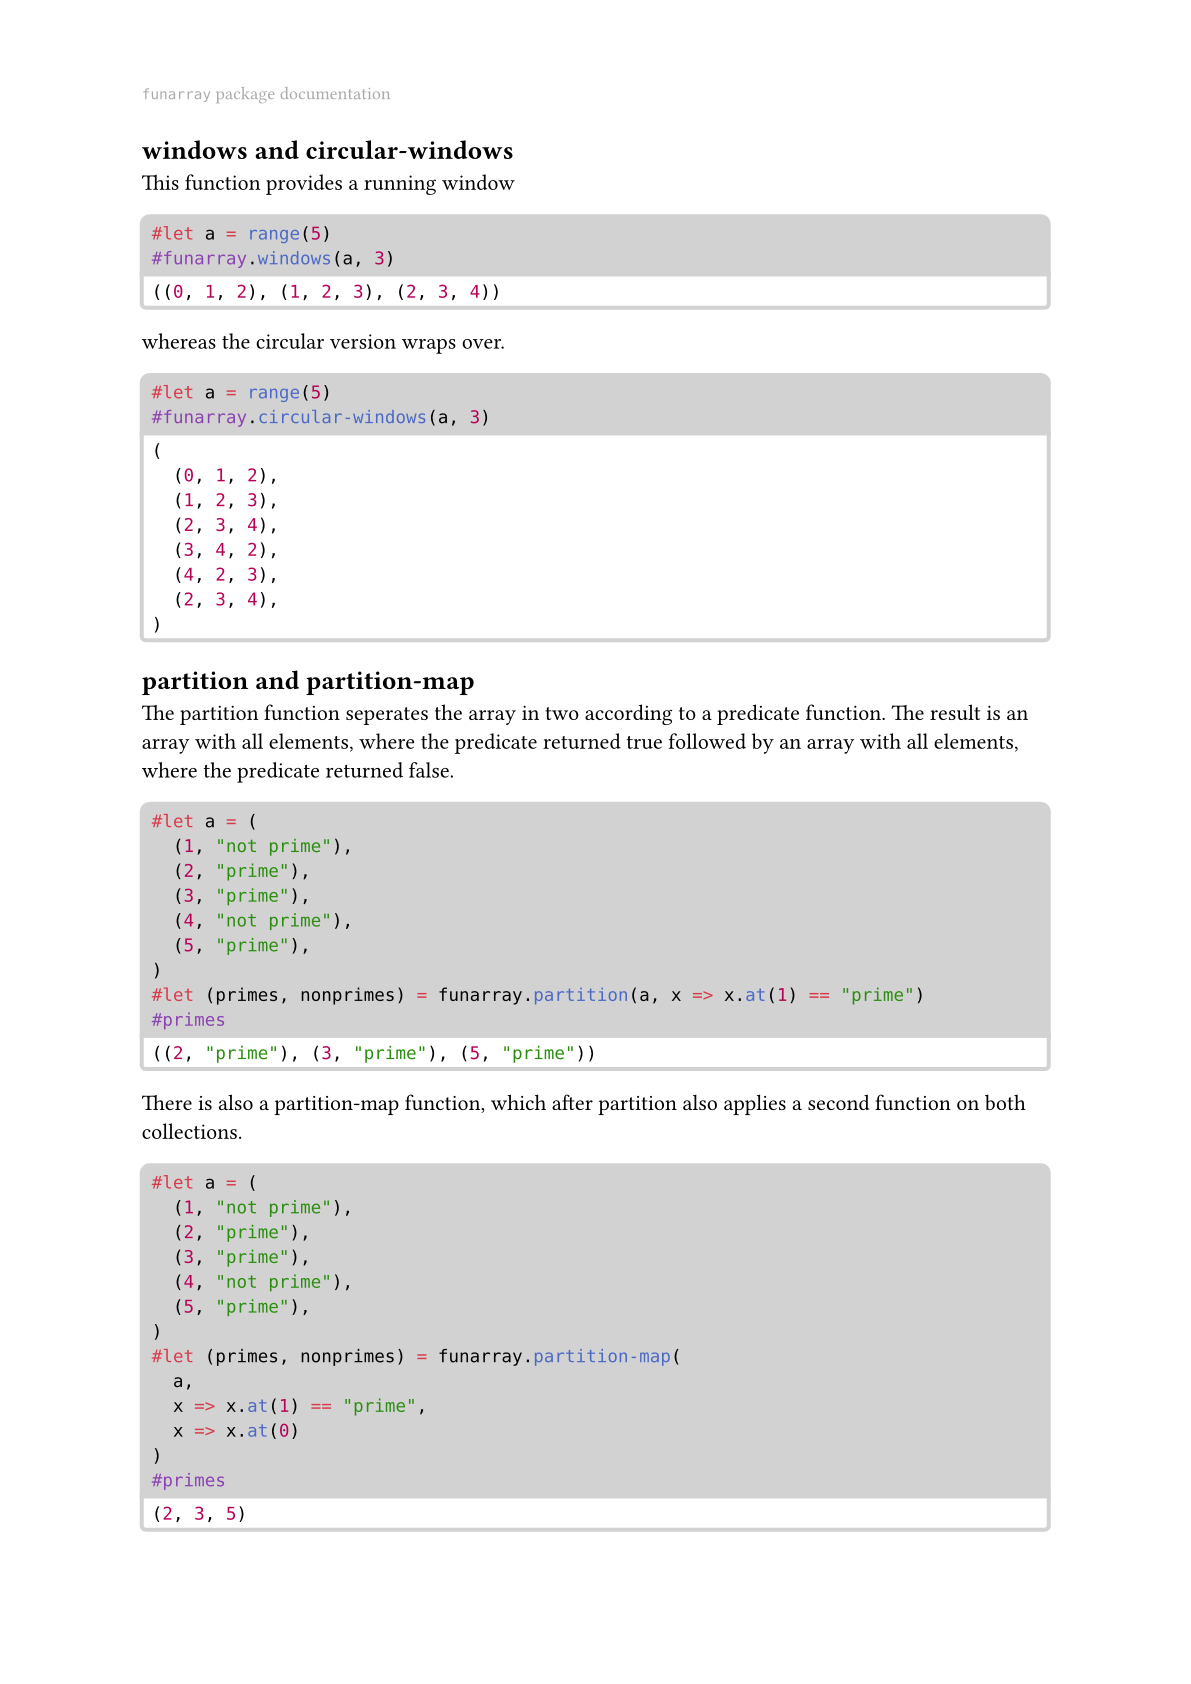 funarray package documentation
windows and circular-windows
This function provides a running window
#let a = range(5)
#funarray.windows(a, 3)
((0, 1, 2), (1, 2, 3), (2, 3, 4))
whereas the circular version wraps over.
#let a = range(5)
#funarray.circular-windows(a, 3)
(
  (0, 1, 2),
  (1, 2, 3),
  (2, 3, 4),
  (3, 4, 2),
  (4, 2, 3),
  (2, 3, 4),
)
partition and partition-map
The partition function seperates the array in two according to a predicate function. The result is an
array with all elements, where the predicate returned true followed by an array with all elements,
where the predicate returned false.
#let a = (
  (1, "not prime"),
  (2, "prime"),
  (3, "prime"),
  (4, "not prime"),
  (5, "prime"),
)
#let (primes, nonprimes) = funarray.partition(a, x => x.at(1) == "prime")
#primes
((2, "prime"), (3, "prime"), (5, "prime"))
There is also a partition-map function, which after partition also applies a second function on both
collections.
#let a = (
  (1, "not prime"),
  (2, "prime"),
  (3, "prime"),
  (4, "not prime"),
  (5, "prime"),
)
#let (primes, nonprimes) = funarray.partition-map(
  a,
  x => x.at(1) == "prime",
  x => x.at(0)
)
#primes
(2, 3, 5)